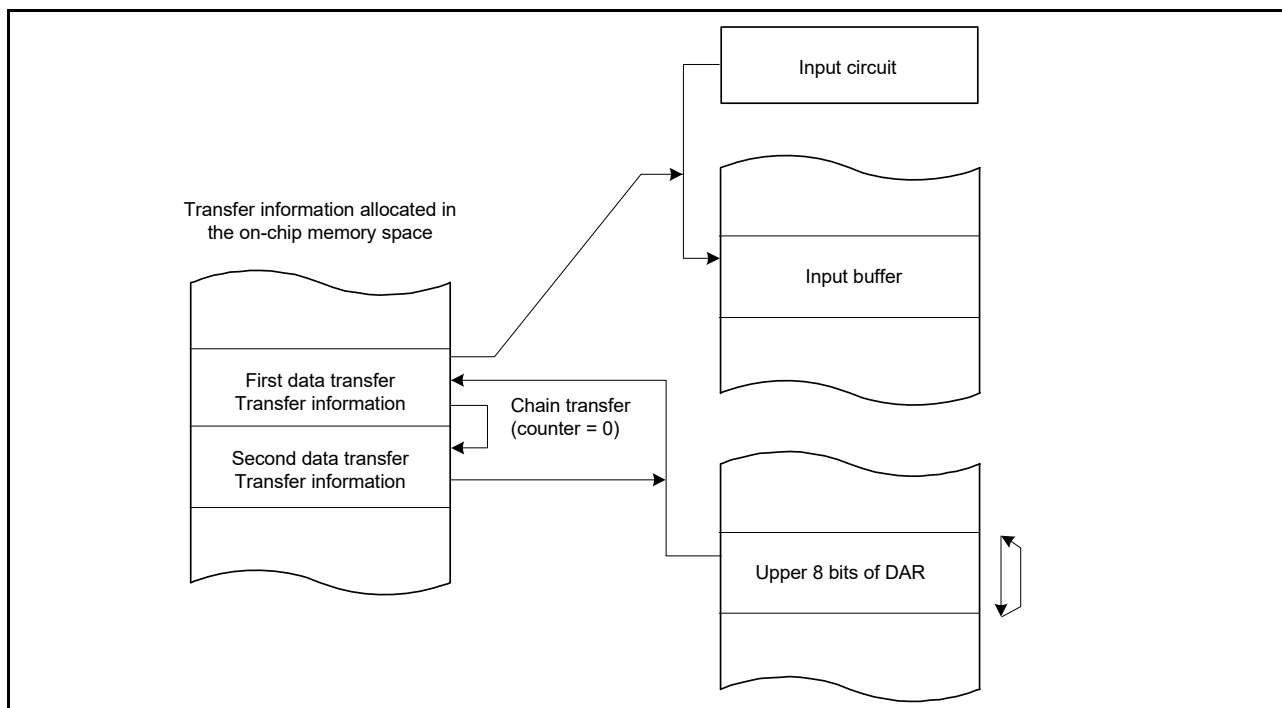 Input circuit
Transfer information allocated in
the on-chip memory space
Input buffer
First data transfer
Transfer information
Chain transfer
(counter = 0)
Second data transfer
Transfer information
Upper 8 bits of DAR